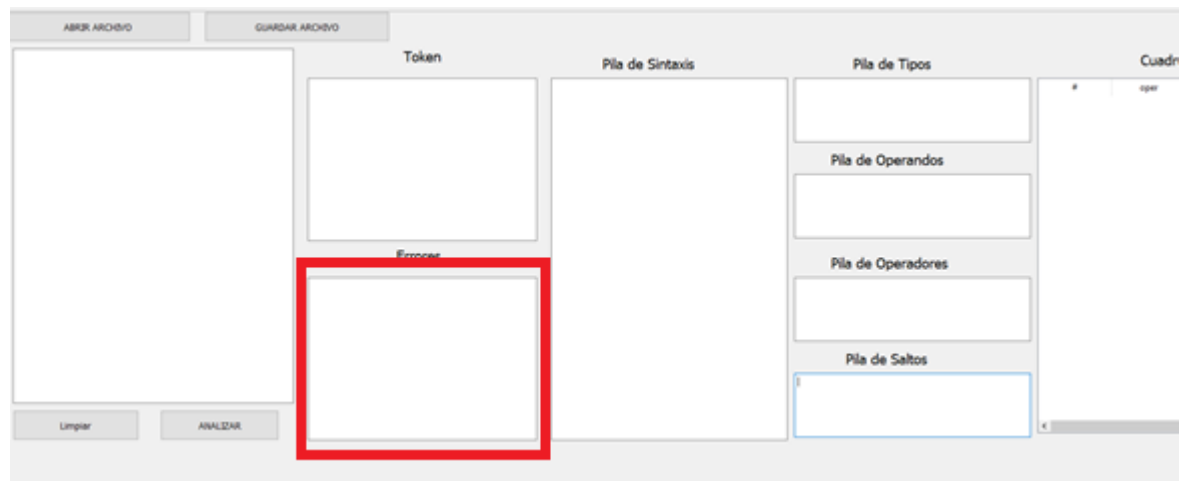 ABRIR ARCHIVO
GUARDAR ARCHIVO
Token
Pila de Sintaxis
Pila de Tipos
Cuadr
#
oper
Pila de Operandos
Errores
Pila de Operadores
Pila de Saltos
Limpiar
ANALIZAR